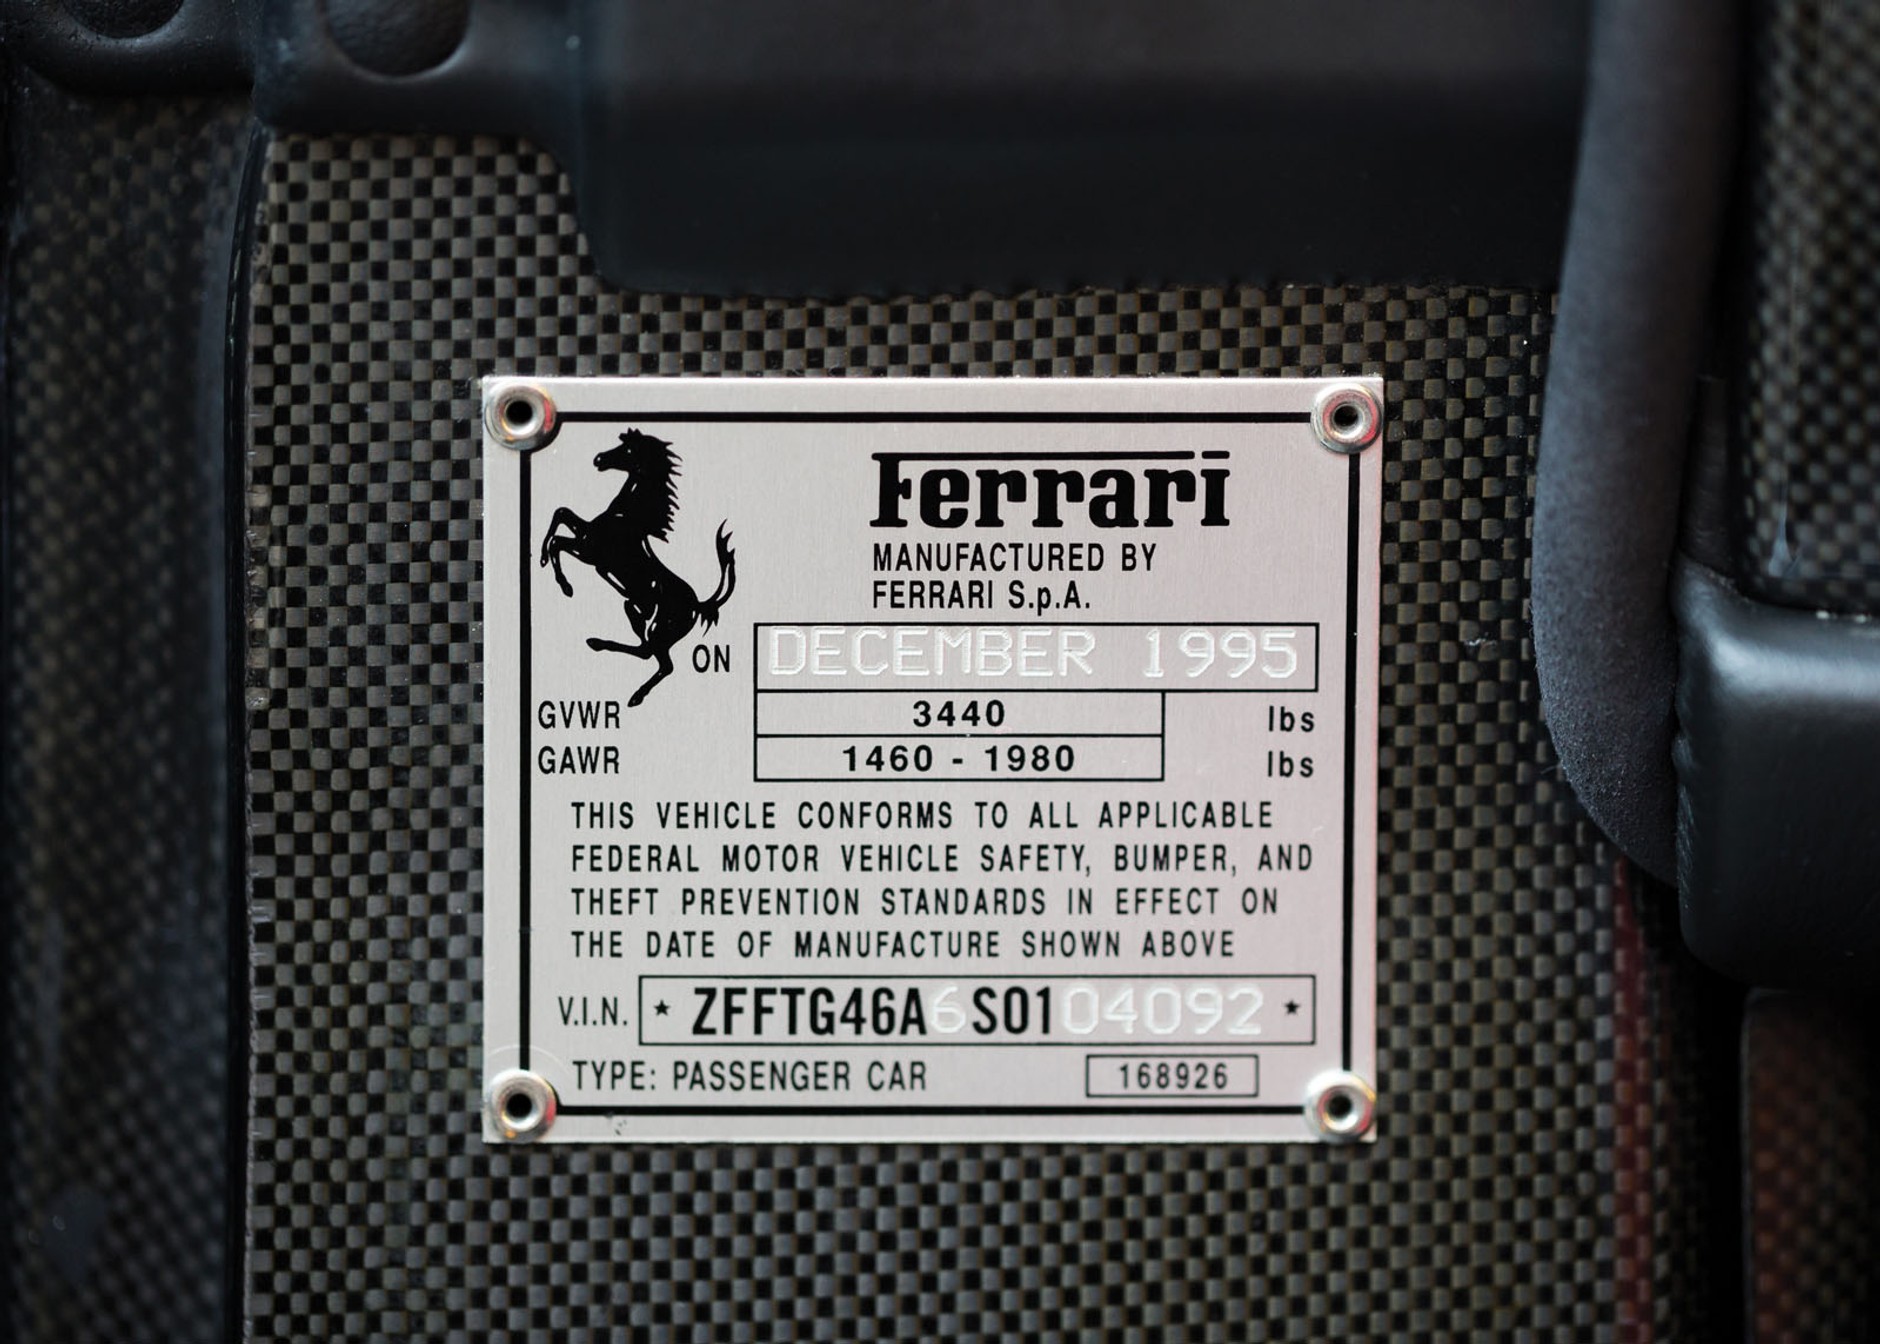 Ferrari
MANUFACTURED BY
FERRARI S.p.A.
ON DECEMBER 1995
GVWR 3440 lbs
GAWR 1460 - 1980 lbs
THIS VEHICLE CONFORMS TO ALL APPLICABLE
FEDERAL MOTOR VEHICLE SAFETY, BUMPER, AND
THEFT PREVENTION STANDARDS IN EFFECT ON
THE DATE OF MANUFACTURE SHOWN ABOVE
V.I.N. ★ ZFFTG46A6S0104092 ★
TYPE: PASSENGER CAR 168926